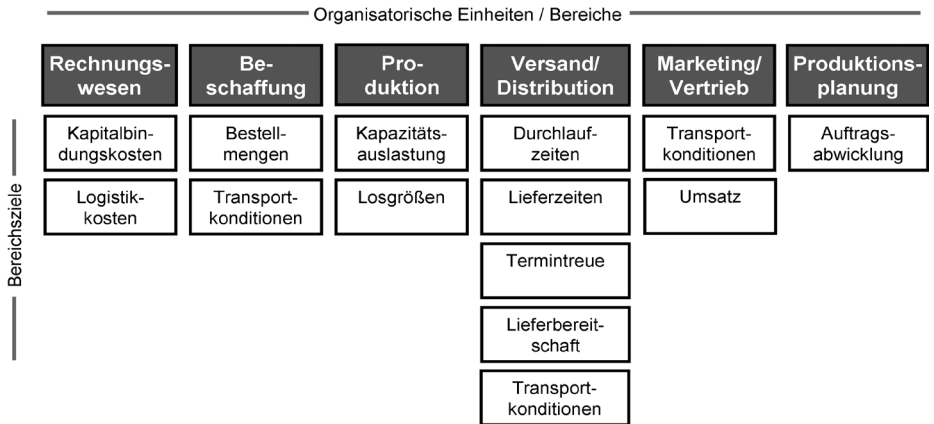 Organisatorische Einheiten / Bereiche
Rechnungs-
wesen
Be-
schaffung
Pro-
duktion
Versand/
Distribution
Marketing/
Vertrieb
Produktions-
planung
Bereichsziele
Kapitalbin-
dungskosten
Bestell-
mengen
Kapazitäts-
auslastung
Durchlauf-
zeiten
Transport-
konditionen
Auftrags-
abwicklung
Logistik-
kosten
Transport-
konditionen
Losgrößen
Lieferzeiten
Umsatz
Termintreue
Lieferbereit-
schaft
Transport-
konditionen